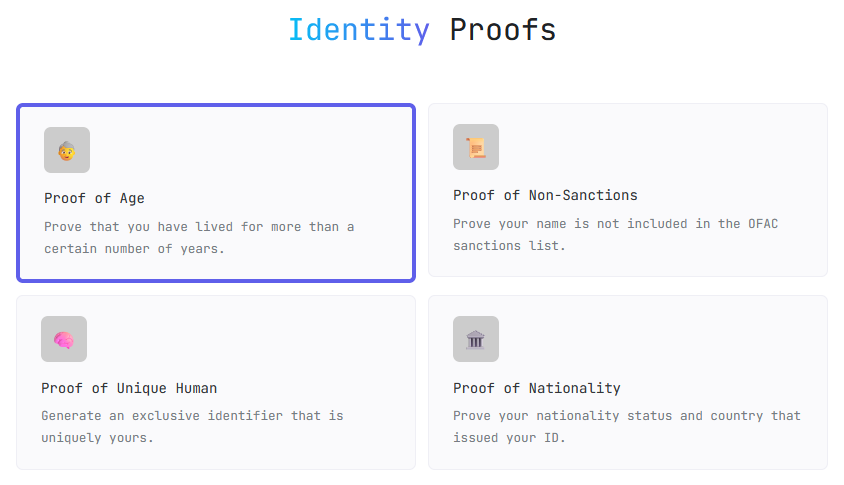 Identity Proofs
Proof of Age
Prove that you have lived for more than a
certain number of years.
Proof of Non-Sanctions
Prove your name is not included in the OFAC
sanctions list.
Proof of Unique Human
Generate an exclusive identifier that is
uniquely yours.
Proof of Nationality
Prove your nationality status and country that
issued your ID.